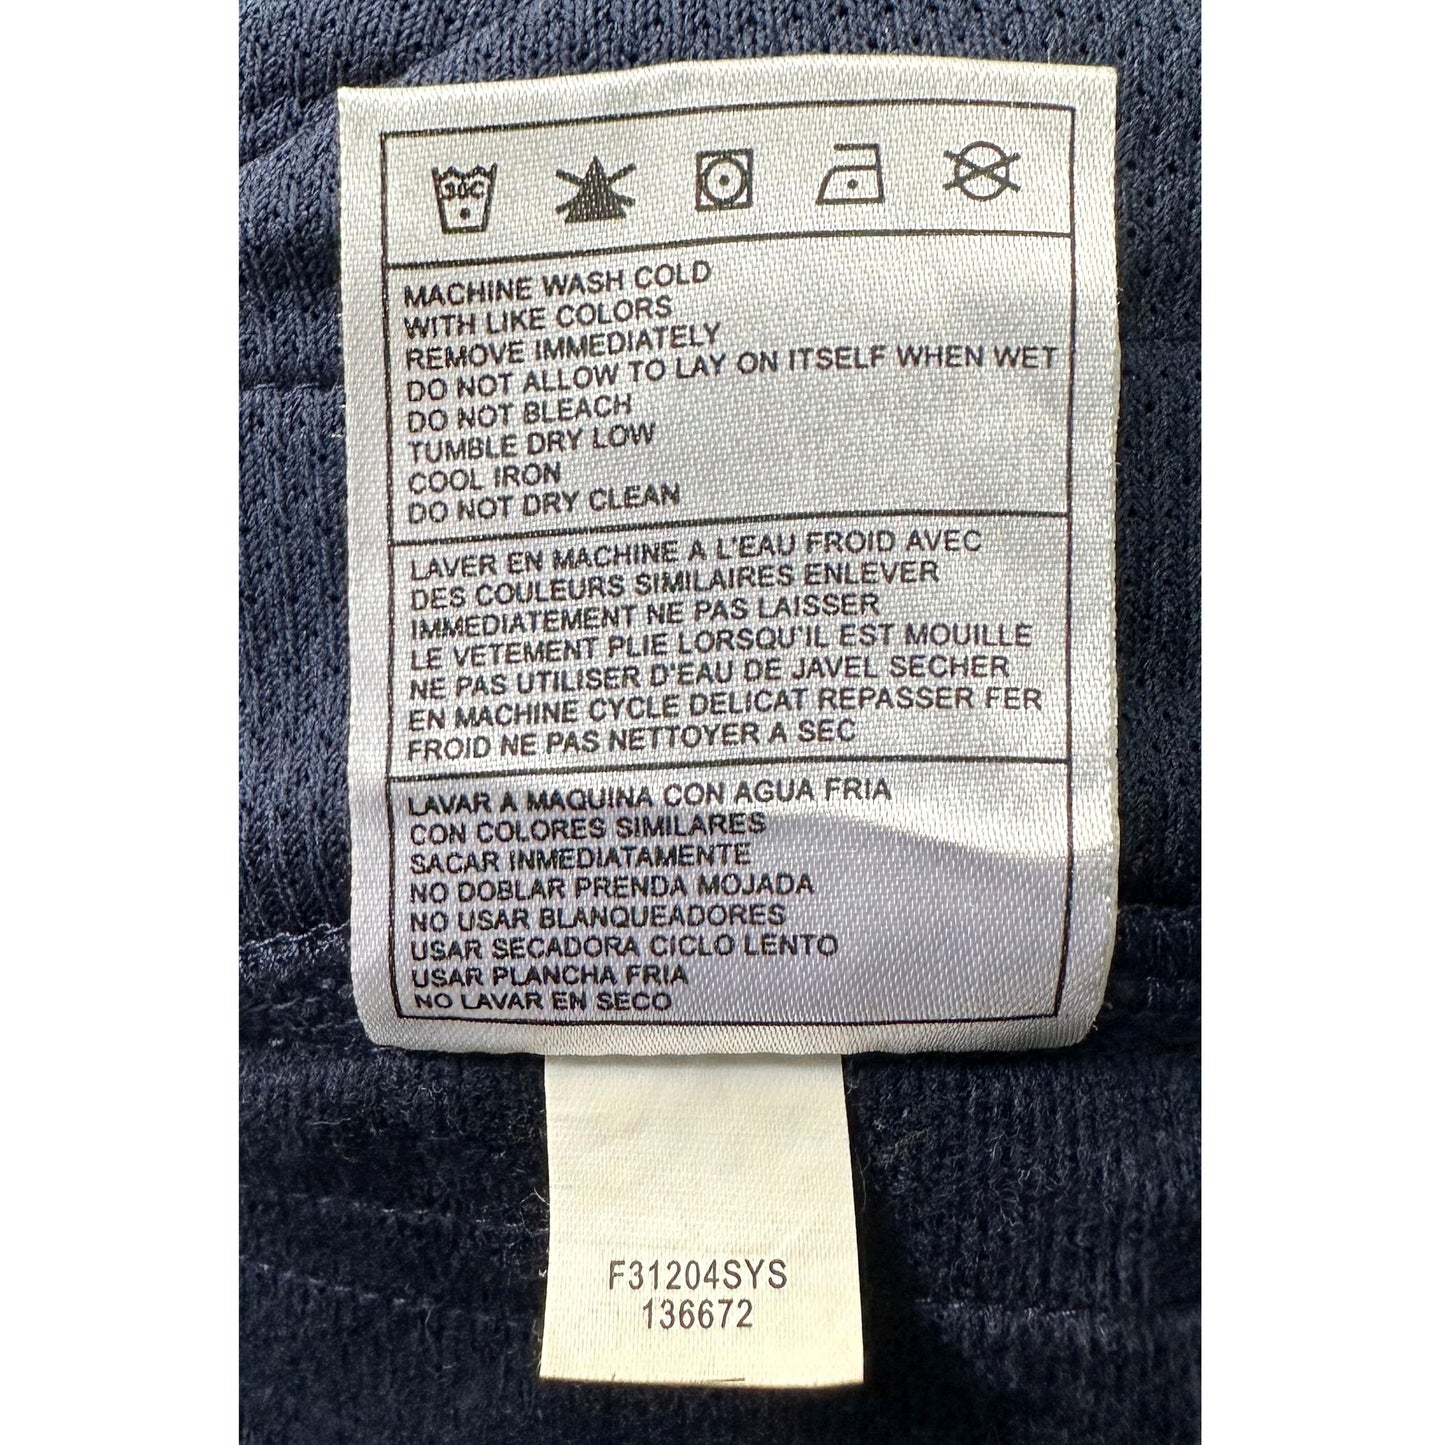 30C
MACHINE WASH COLD
WITH LIKE COLORS
REMOVE IMMEDIATELY
DO NOT ALLOW TO LAY ON ITSELF WHEN WET
DO NOT BLEACH
TUMBLE DRY LOW
COOL IRON
DO NOT DRY CLEAN
LAVER EN MACHINE A L'EAU FROID AVEC
DES COULEURS SIMILAIRES ENLEVER
IMMEDIATEMENT NE PAS LAISSER
LE VETEMENT PLIE LORSQU'IL EST MOUILLE
NE PAS UTILISER D'EAU DE JAVEL SECHER
EN MACHINE CYCLE DELICAT REPASSER FER
FROID NE PAS NETTOYER A SEC
LAVAR A MAQUINA CON AGUA FRIA
CON COLORES SIMILARES
SACAR INMEDIATAMENTE
NO DOBLAR PRENDA MOJADA
NO USAR BLANQUEADORES
USAR SECADORA CICLO LENTO
USAR PLANCHA FRIA
NO LAVAR EN SECO
F31204SYS
136672